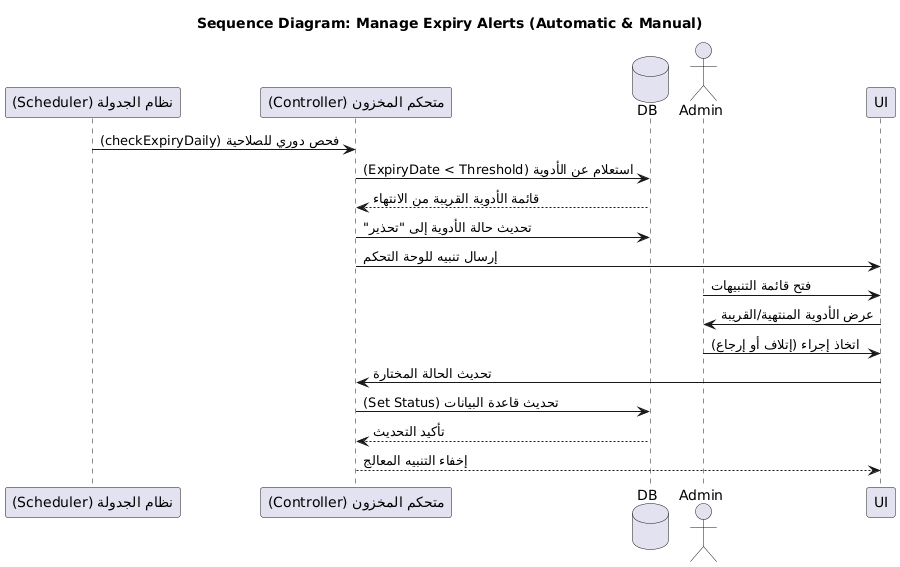 Sequence Diagram: Manage Expiry Alerts (Automatic & Manual)
نظام الجدولة (Scheduler)
متحكم المخزون (Controller)
DB
Admin
UI
فحص دوري للصلاحية (checkExpiryDaily)
استعلام عن الأدوية (ExpiryDate < Threshold)
قائمة الأدوية القريبة من الانتهاء
تحديث حالة الأدوية إلى "تحذير"
إرسال تنبيه للوحة التحكم
فتح قائمة التنبيهات
عرض الأدوية المنتهية/القريبة
اتخاذ إجراء (إتلاف أو إرجاع)
تحديث الحالة المختارة
تحديث قاعدة البيانات (Set Status)
تأكيد التحديث
إخفاء التنبيه المعالج
نظام الجدولة (Scheduler)
متحكم المخزون (Controller)
DB
Admin
UI